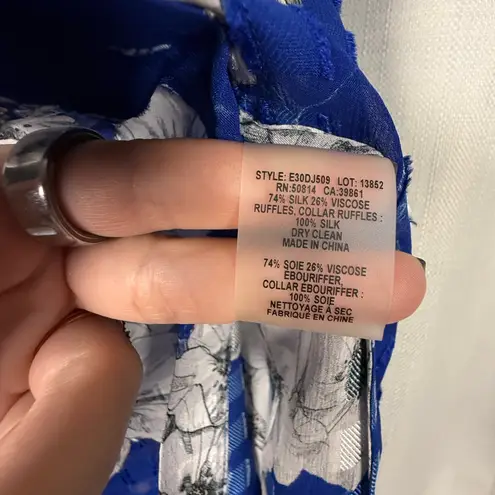 STYLE: E30DJ509 LOT: 13852
RN:50814 CA:39861
74% SILK 26% VISCOSE
RUFFLES, COLLAR RUFFLES :
100% SILK
DRY CLEAN
MADE IN CHINA
74% SOIE 26% VISCOSE
EBOURIFFER,
COLLAR EBOURIFFER :
100% SOIE
NETTOYAGE À SEC
FABRIQUÉ EN CHINE